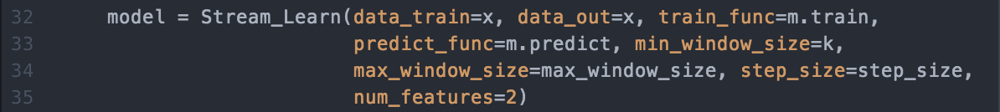 32 model = Stream_Learn(data_train=x, data_out=x, train_func=m.train,
33 predict_func=m.predict, min_window_size=k,
34 max_window_size=max_window_size, step_size=step_size,
35 num_features=2)